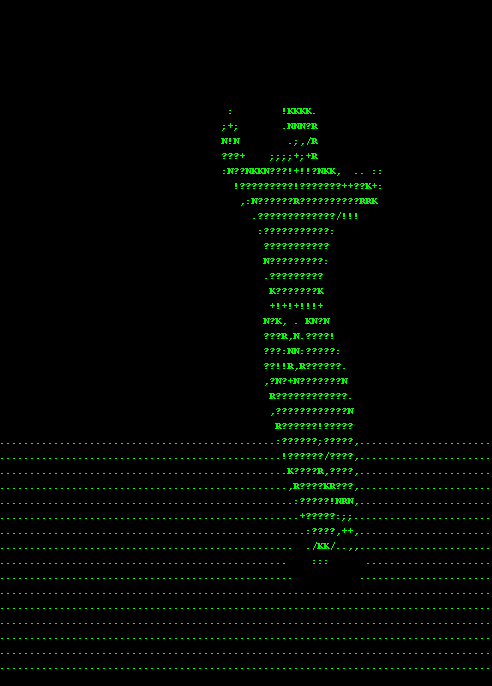 :        !KKKK.
;+;       .NNN?R
N!N        .;,/R
???+    ;;;;+;+R
:N??NKKN???!+!!?NKK,  .. ::
!?????????!???????++??K+:
,:N??????R??????????RRK
.?????????????/!!!
:???????????:
???????????
N?????????:
.?????????
K???????K
+!+!+!!!+
N?K, . KN?N
???R,N.????!
???:NN:?????:
??!!R,R??????.
,?N?+N???????N
R????????????.
,????????????N
R??????!?????
:??????;?????,
!??????/????,
K????R,????,
,R????KR???,
:?????!NRN,
+?????:;;
:????,++,
./KK/..,,
:::